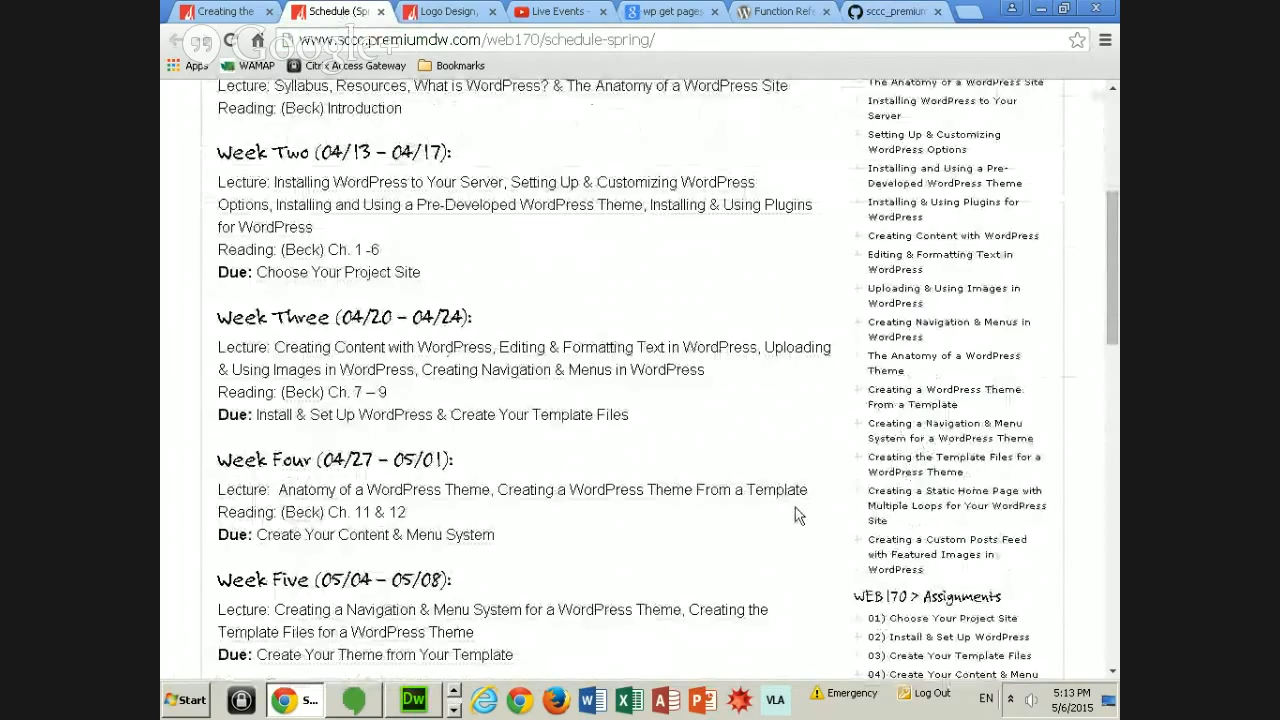 Creating the
Schedule (Sp
Logo Design,
Live Events -
wp get pages
Function Ref
sccc_premium
www.sccc.premiumdw.com/web170/schedule-spring/
Google+
Apps
WAMAP
Citrix Access Gateway
Bookmarks
Lecture: Syllabus, Resources, What is WordPress? & The Anatomy of a WordPress Site
Reading: (Beck) Introduction
Week Two (04/13 – 04/17):
Lecture: Installing WordPress to Your Server, Setting Up & Customizing WordPress
Options, Installing and Using a Pre-Developed WordPress Theme, Installing & Using Plugins
for WordPress
Reading: (Beck) Ch. 1 -6
Due: Choose Your Project Site
Week Three (04/20 – 04/24):
Lecture: Creating Content with WordPress, Editing & Formatting Text in WordPress, Uploading
& Using Images in WordPress, Creating Navigation & Menus in WordPress
Reading: (Beck) Ch. 7 – 9
Due: Install & Set Up WordPress & Create Your Template Files
Week Four (04/27 – 05/01):
Lecture: Anatomy of a WordPress Theme, Creating a WordPress Theme From a Template
Reading: (Beck) Ch. 11 & 12
Due: Create Your Content & Menu System
Week Five (05/04 – 05/08):
Lecture: Creating a Navigation & Menu System for a WordPress Theme, Creating the
Template Files for a WordPress Theme
Due: Create Your Theme from Your Template
The Anatomy of a WordPress Site
Installing WordPress to Your
Server
Setting Up & Customizing
WordPress Options
Installing and Using a Pre-
Developed WordPress Theme
Installing & Using Plugins for
WordPress
Creating Content with WordPress
Editing & Formatting Text in
WordPress
Uploading & Using Images in
WordPress
Creating Navigation & Menus in
WordPress
The Anatomy of a WordPress
Theme
Creating a WordPress Theme
From a Template
Creating a Navigation & Menu
System for a WordPress Theme
Creating the Template Files for a
WordPress Theme
Creating a Static Home Page with
Multiple Loops for Your WordPress
Site
Creating a Custom Posts Feed
with Featured Images in
WordPress
WEB 170 > Assignments
01) Choose Your Project Site
02) Install & Set Up WordPress
03) Create Your Template Files
04) Create Your Content & Menu
Start
S...
Dw
VLA
Emergency
Log Out
EN
5:13 PM
5/6/2015